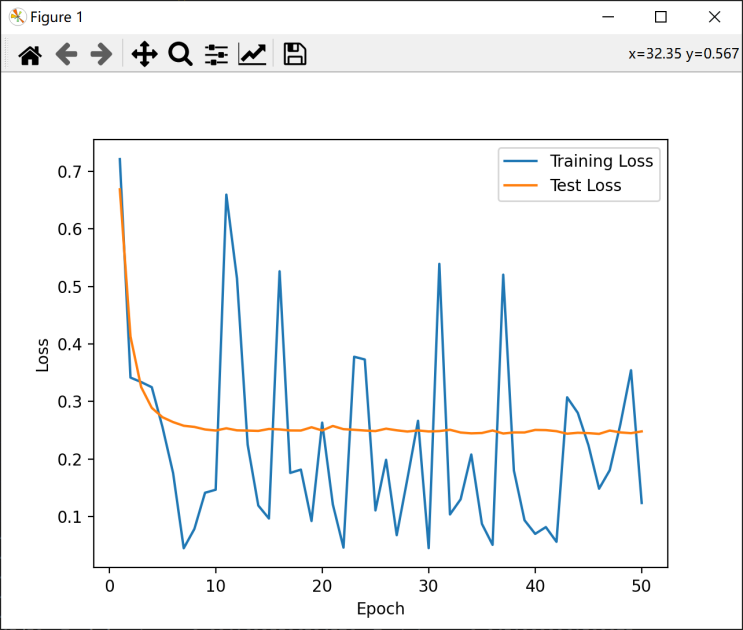 Figure 1
x=32.35 y=0.567
Training Loss
Test Loss
0.7
0.6
0.5
0.4
0.3
0.2
0.1
Loss
0 10 20 30 40 50
Epoch